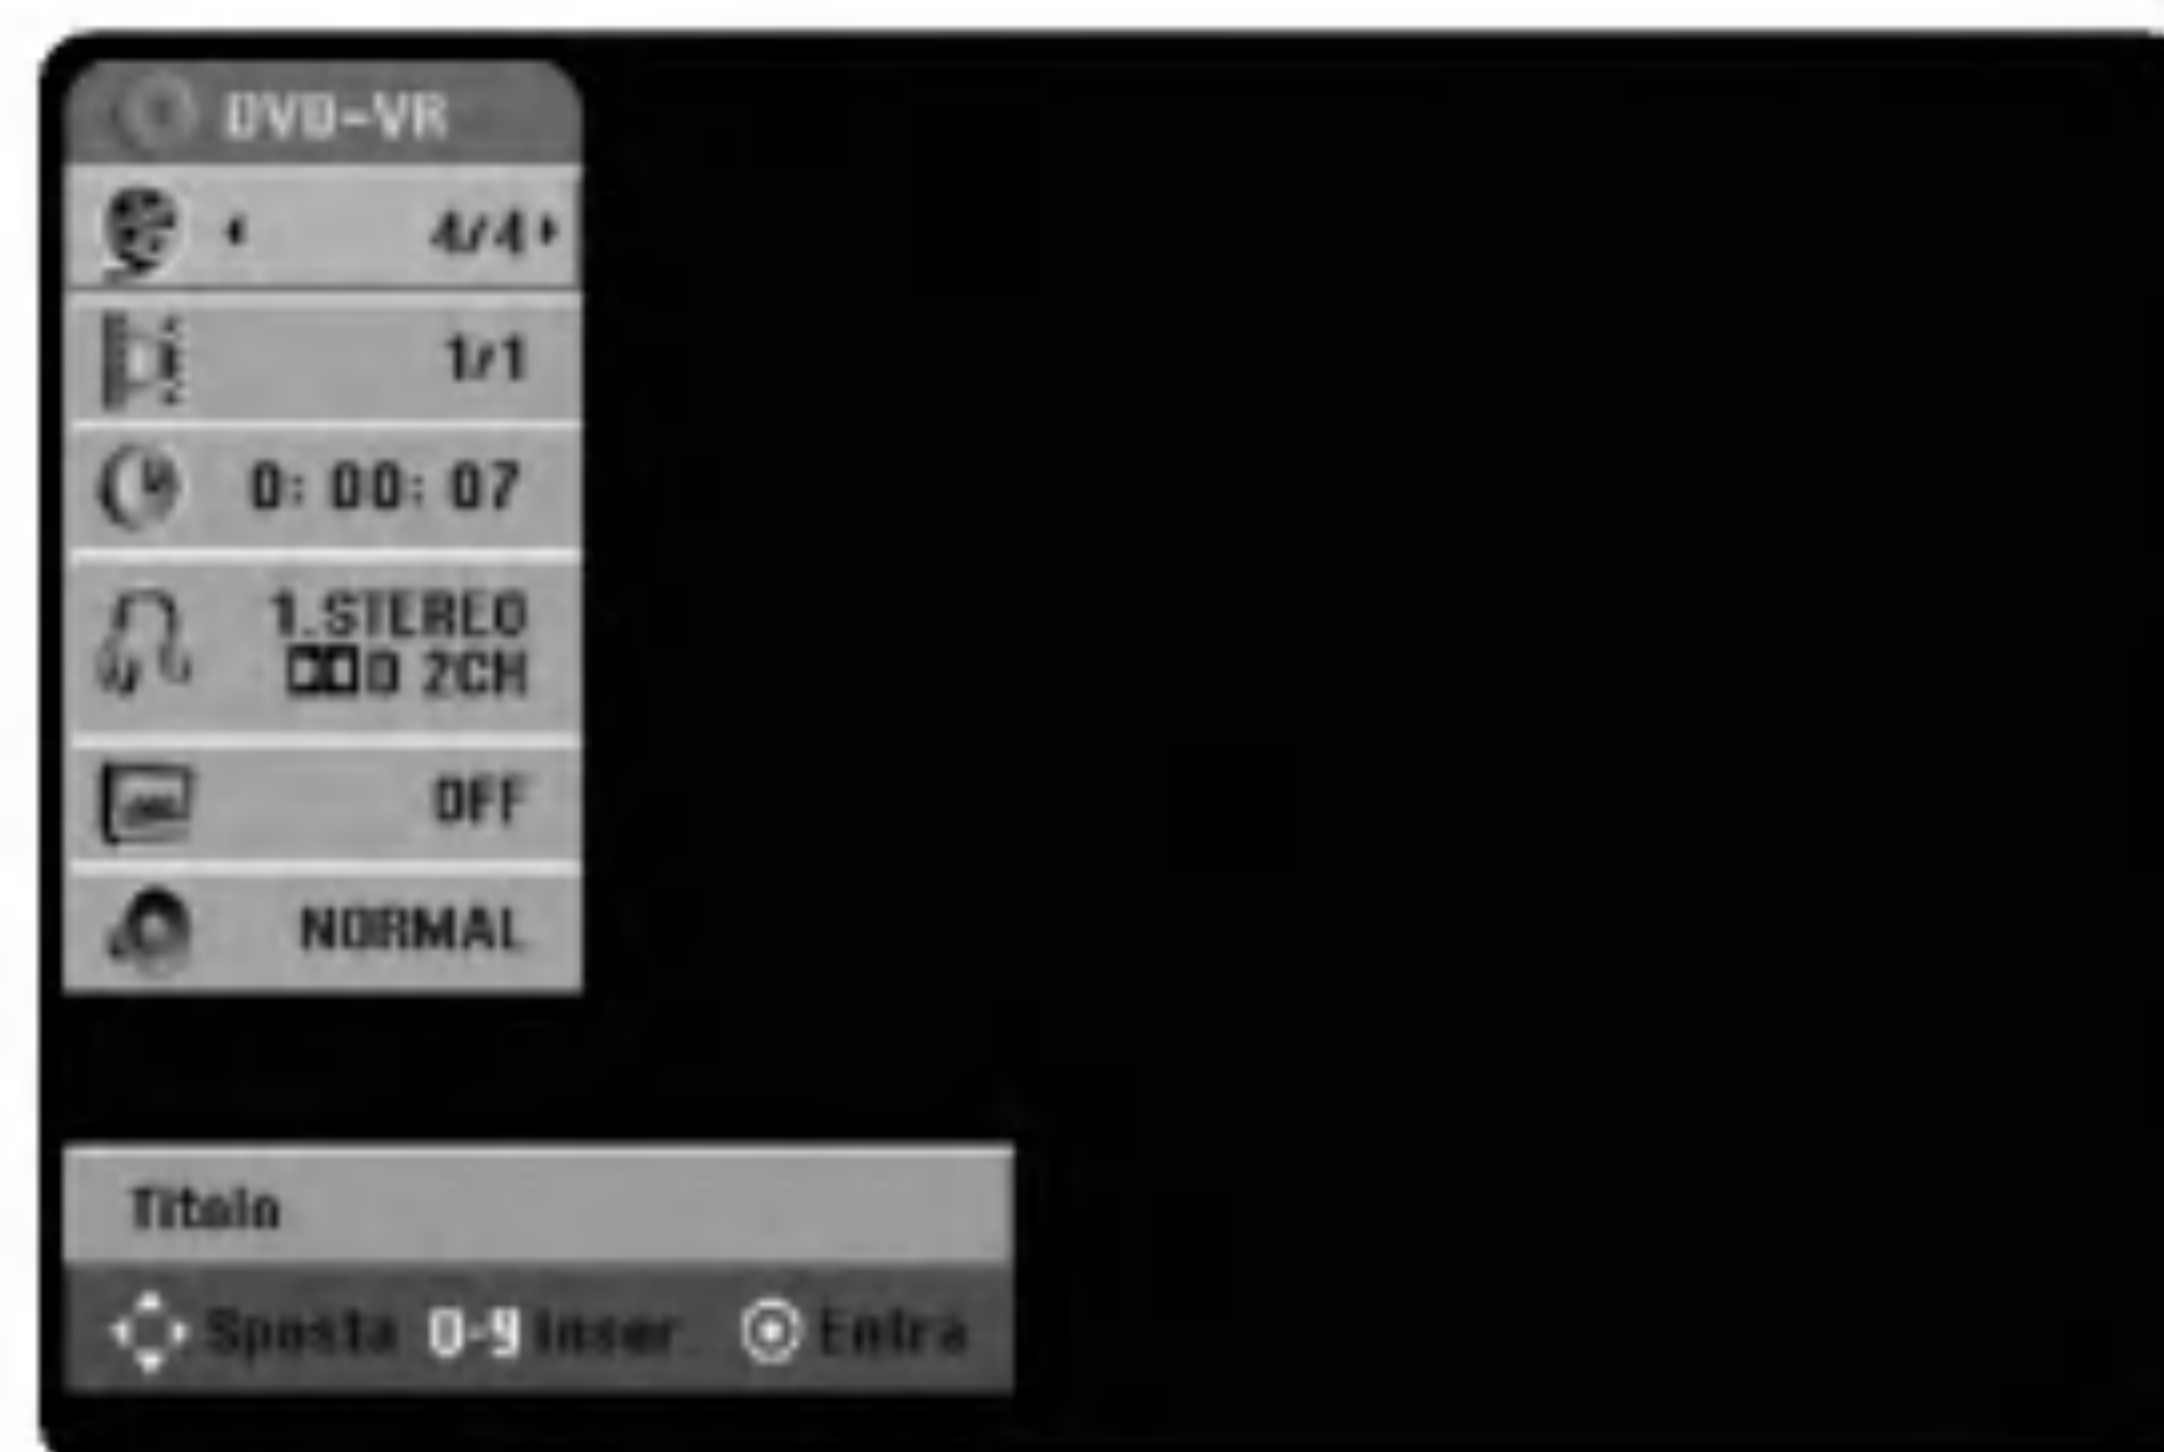 DVD-VR
4/4
1/1
0: 00: 07
1.STEREO
D 2CH
OFF
NORMAL
Titolo
Sposta 0-9 Inser. Entra